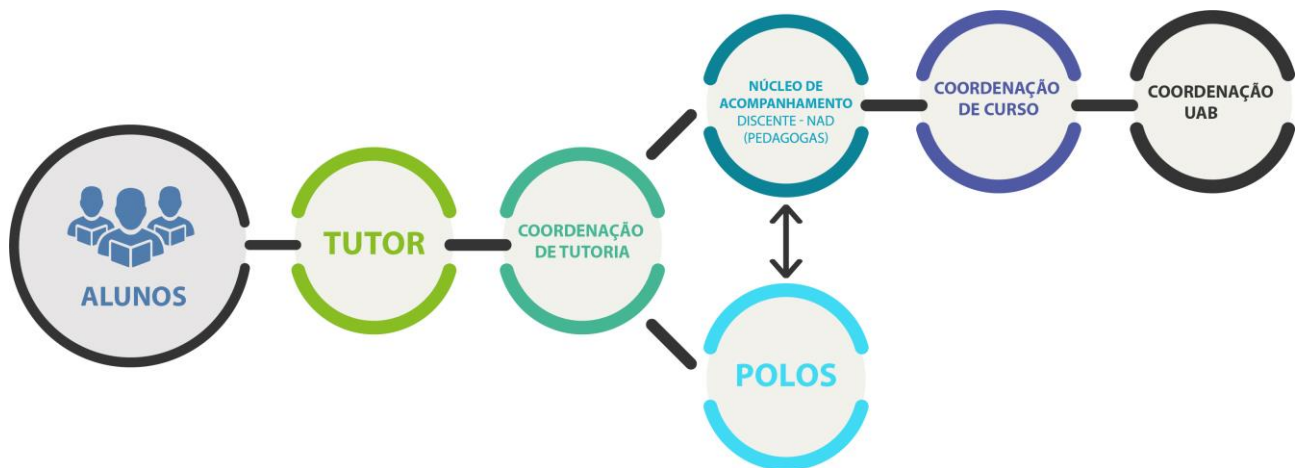 ALUNOS
TUTOR
COORDENAÇÃO
DE TUTORIA
NÚCLEO DE
ACOMPANHAMENTO
DISCENTE - NAD
(PEDAGOGAS)
POLOS
COORDENAÇÃO
DE CURSO
COORDENAÇÃO
UAB